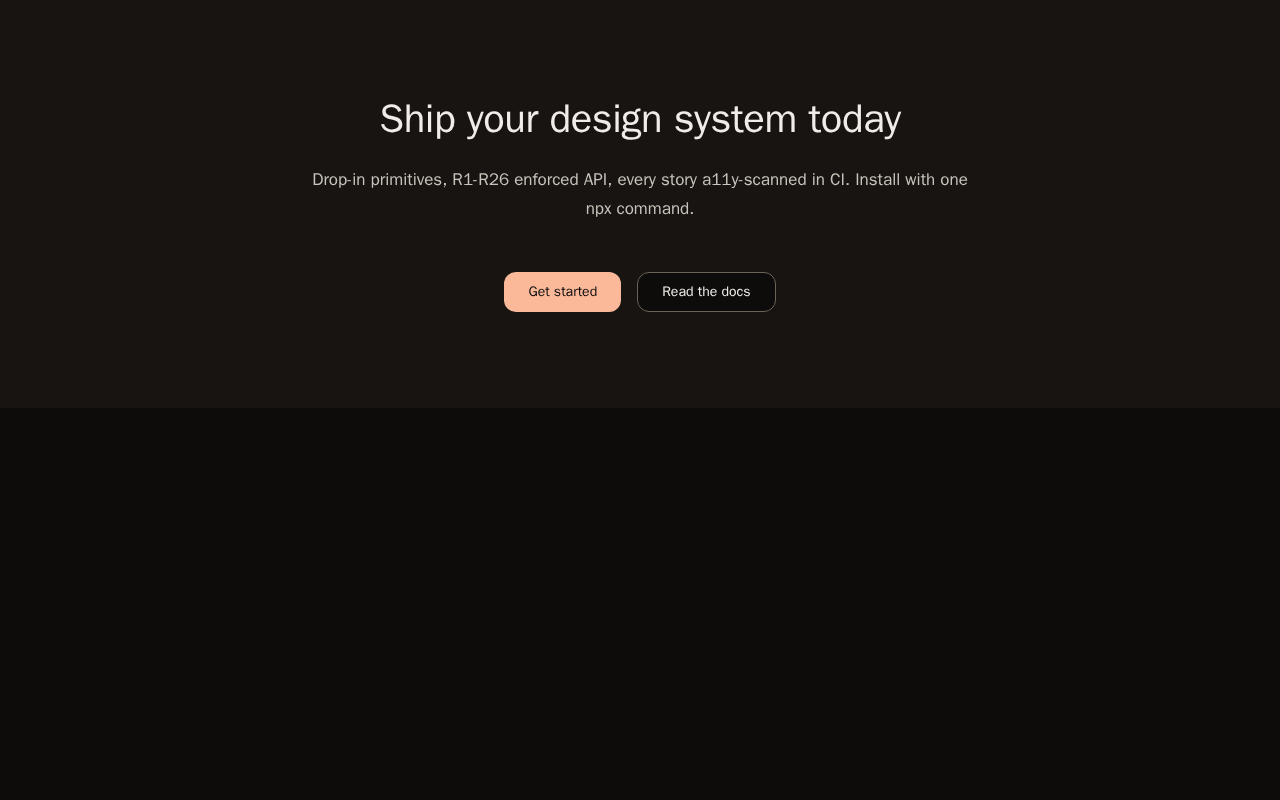 Ship your design system today
Drop-in primitives, R1-R26 enforced API, every story a11y-scanned in CI. Install with one
npx command.
Get started
Read the docs